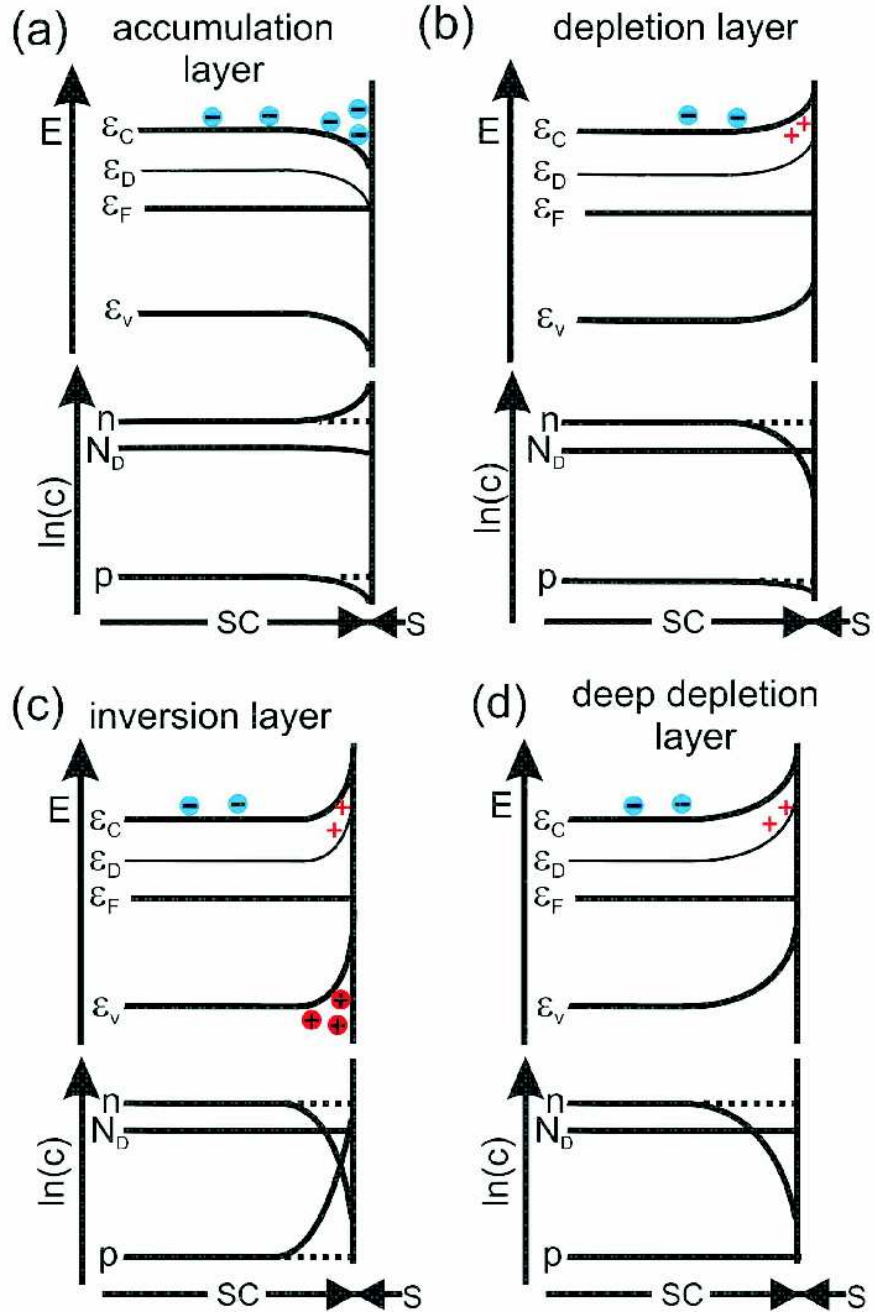 (a) accumulation
layer
E
εC
εD
εF
εv
n
ND
ln(c)
p
SC
S
(b) depletion layer
E
εC
εD
εF
εv
n
ND
ln(c)
p
SC
S
(c) inversion layer
E
εC
εD
εF
εv
n
ND
ln(c)
p
SC
S
(d) deep depletion
layer
E
εC
εD
εF
εv
n
ND
ln(c)
p
SC
S